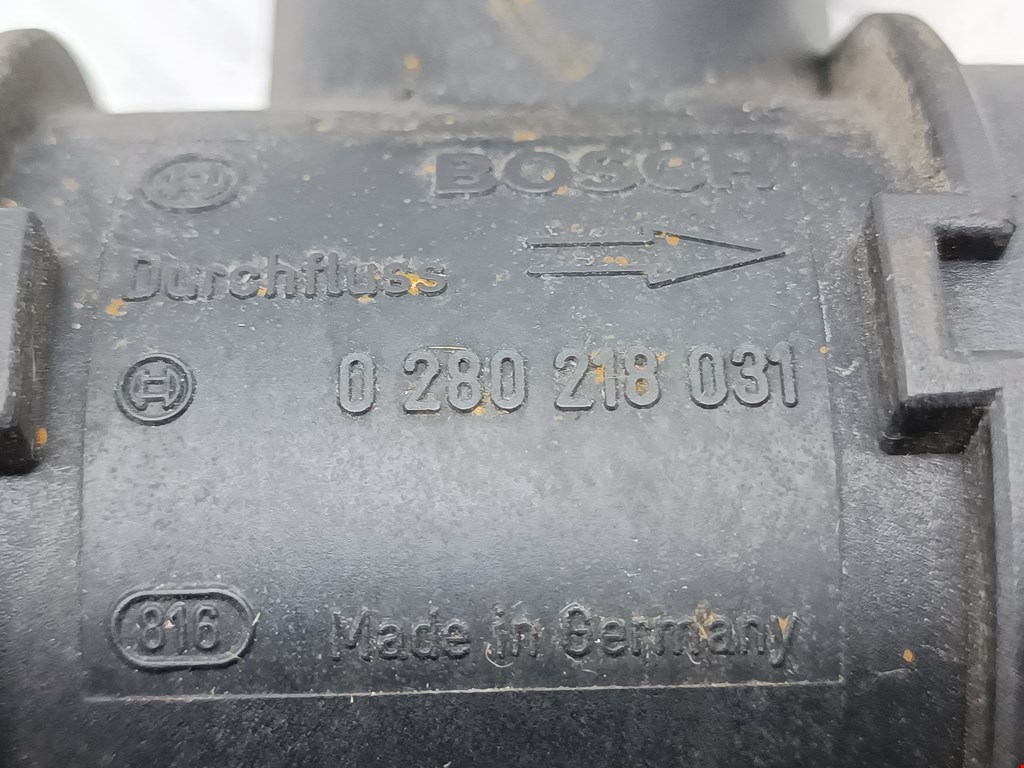 BOSCH
Durchfluss
0 280 218 031
816 Made in Germany